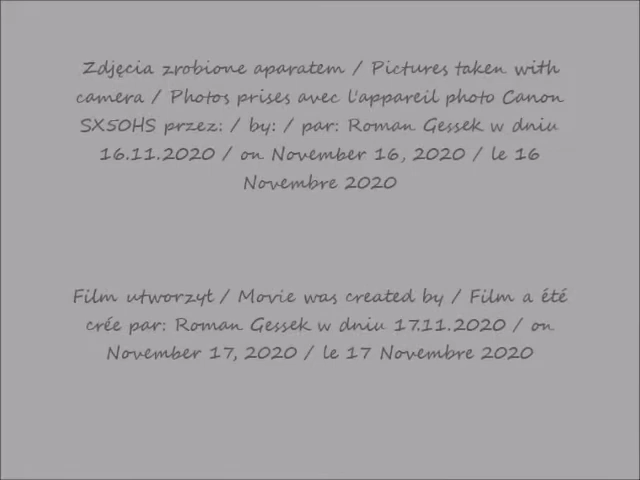 Zdjęcia zrobione aparatem / Pictures taken with
camera / Photos prises avec l'appareil photo Canon
SX50HS przez: / by: / par: Roman Gessek w dniu
16.11.2020 / on November 16, 2020 / le 16
Novembre 2020
Film utworzył / Movie was created by / Film a été
crée par: Roman Gessek w dniu 17.11.2020 / on
November 17, 2020 / le 17 Novembre 2020